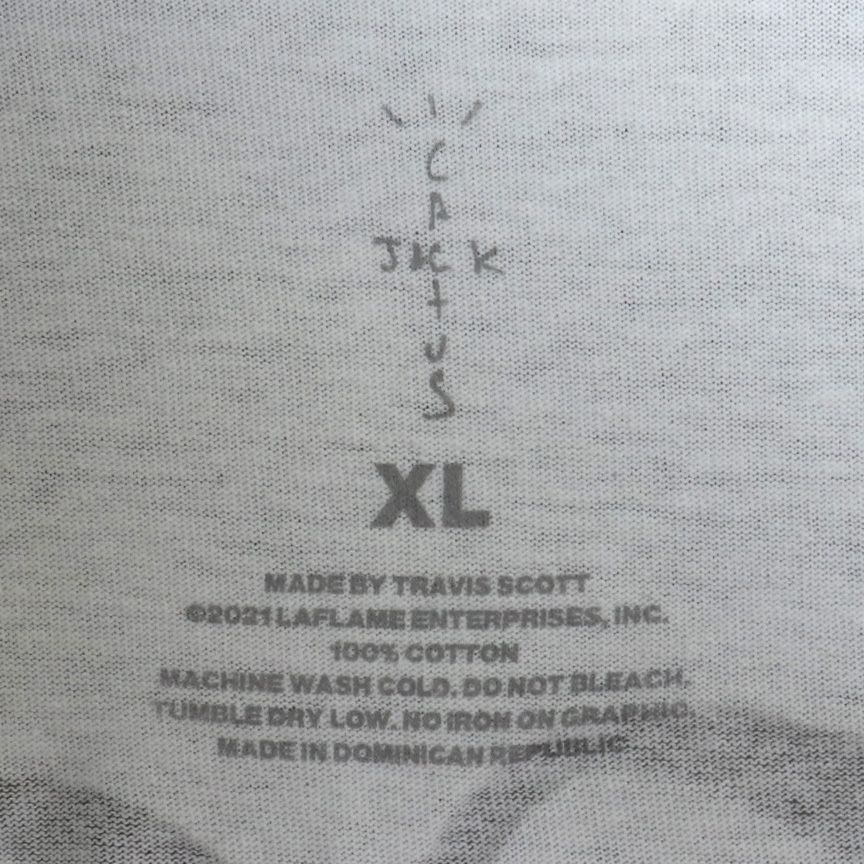 C
A
JACK
T
U
S
XL
MADE BY TRAVIS SCOTT
©2021 LAFLAME ENTERPRISES, INC.
100% COTTON
MACHINE WASH COLD. DO NOT BLEACH.
TUMBLE DRY LOW. NO IRON ON GRAPHIC.
MADE IN DOMINICAN REPUBLIC